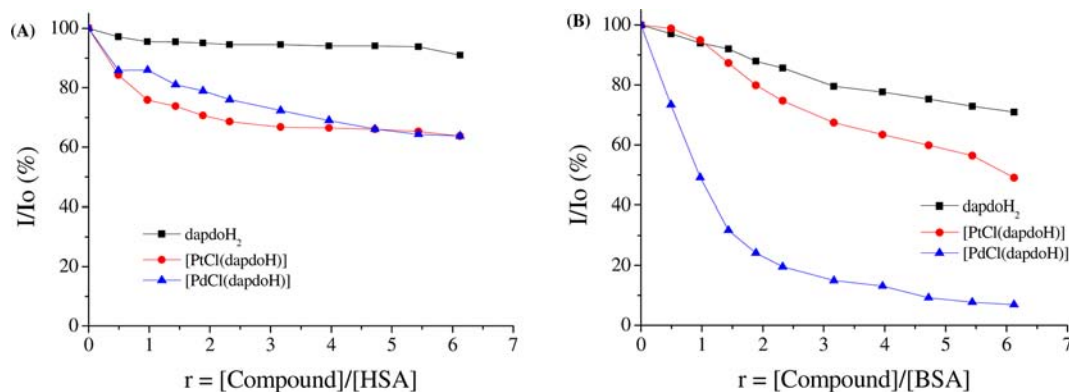 (A)
100
80
60
40
20
0
I/Io (%)
dapdoH₂
[PtCl(dapdoH)]
[PdCl(dapdoH)]
0 1 2 3 4 5 6 7
r = [Compound]/[HSA]
(B)
100
80
60
40
20
0
I/Io (%)
dapdoH₂
[PtCl(dapdoH)]
[PdCl(dapdoH)]
0 1 2 3 4 5 6 7
r = [Compound]/[BSA]